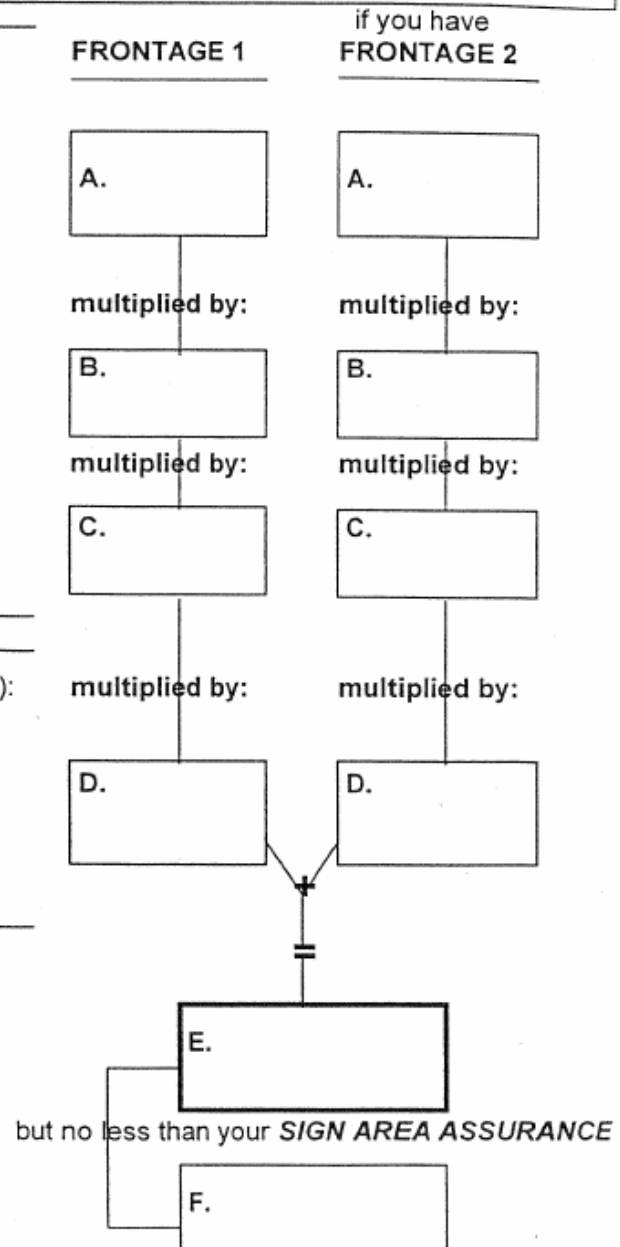 if you have
FRONTAGE 1 FRONTAGE 2
A. A.
multiplied by: multiplied by:
B. B.
multiplied by: multiplied by:
C. C.
): multiplied by: multiplied by:
D. D.
+
=
E.
but no less than your SIGN AREA ASSURANCE
F.